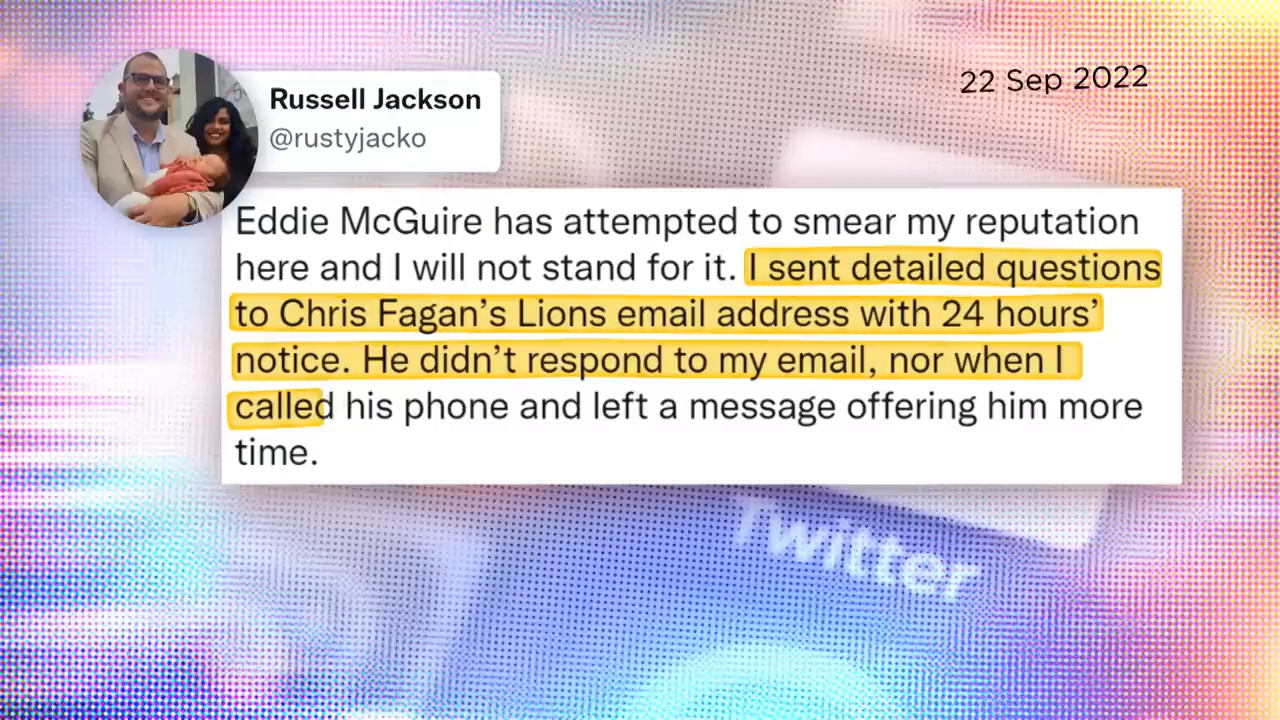 Russell Jackson
@rustyjacko
22 Sep 2022
Eddie McGuire has attempted to smear my reputation
here and I will not stand for it. I sent detailed questions
to Chris Fagan’s Lions email address with 24 hours’
notice. He didn’t respond to my email, nor when I
called his phone and left a message offering him more
time.
Twitter